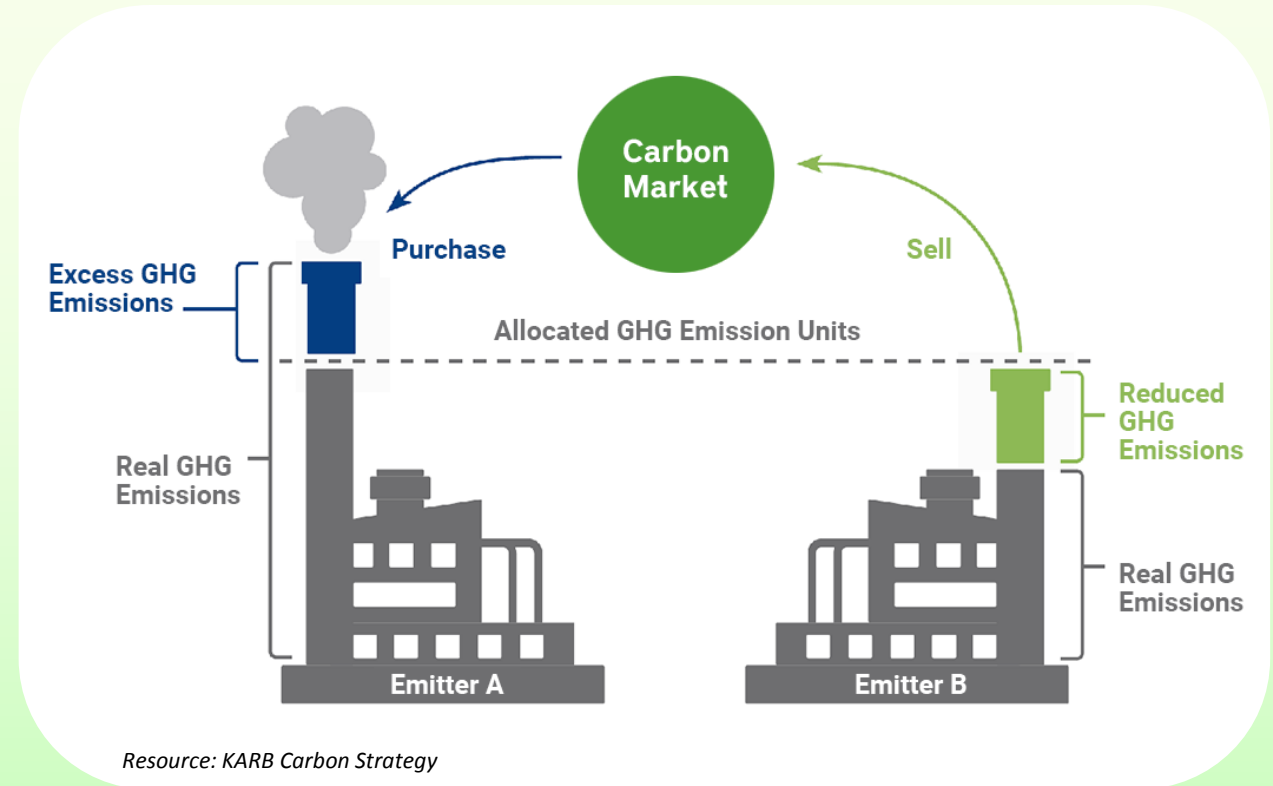 Carbon
Market
Purchase
Sell
Excess GHG
Emissions
Allocated GHG Emission Units
Reduced
GHG
Emissions
Real GHG
Emissions
Real GHG
Emissions
Emitter A
Emitter B
Resource: KARB Carbon Strategy